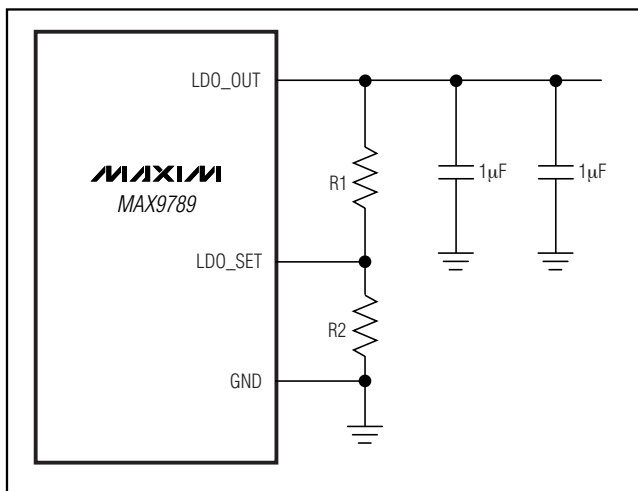 LDO_OUT
MAXIM
MAX9789
R1
1μF
1μF
LDO_SET
R2
GND